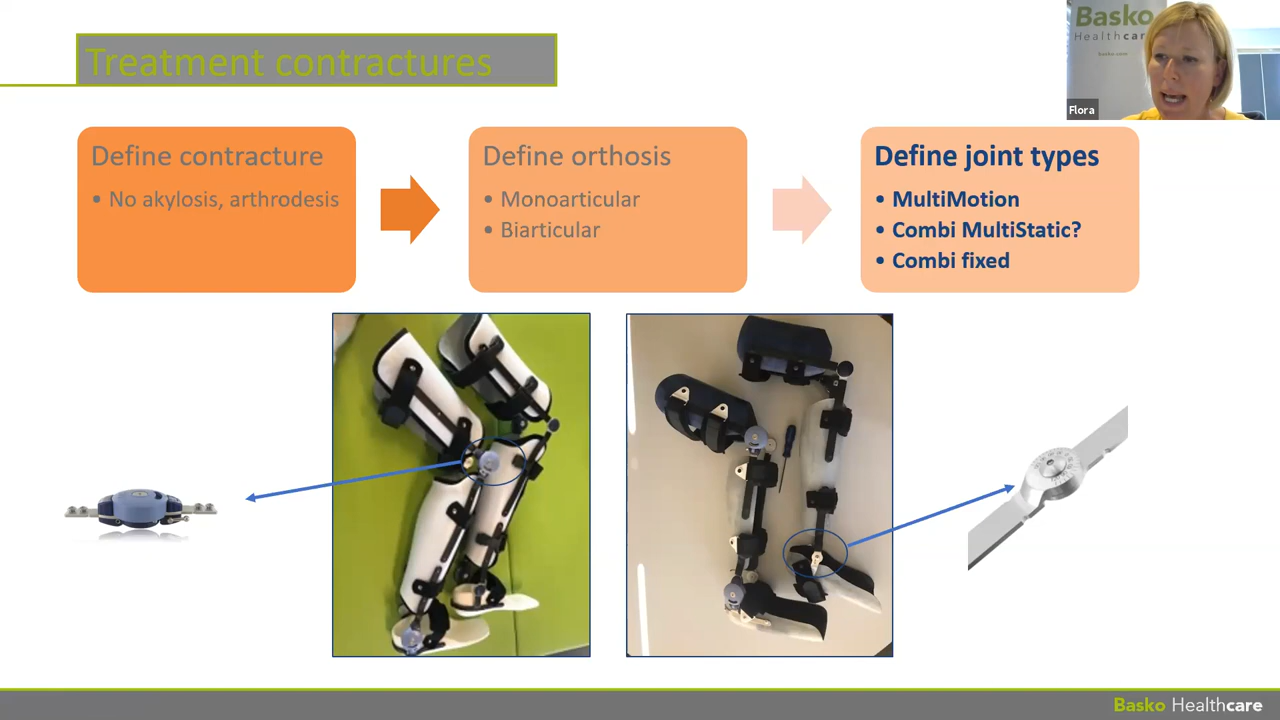 Treatment contractures
Basko
Healthcare
Flora
Define contracture
• No akylosis, arthrodesis
Define orthosis
• Monoarticular
• Biarticular
Define joint types
• MultiMotion
• Combi MultiStatic?
• Combi fixed
Basko Healthcare